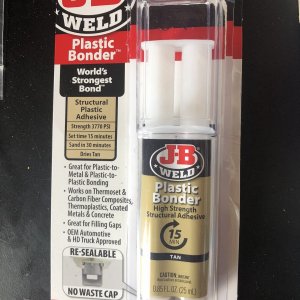 J-B
WELD
Plastic
Bonder™
World's
Strongest
Bond™
Structural
Plastic
Adhesive
Strength 3770 PSI
Set time 15 minutes
Sand in 30 minutes
Dries Tan
• Great for Plastic-to-
Metal & Plastic-to-
Plastic Bonding
• Works on Thermoset &
Carbon Fiber Composites,
Thermoplastics, Coated
Metals & Concrete
• Great for Filling Gaps
• OEM Automotive
& HD Truck Approved
RE-SEALABLE
NO WASTE CAP
J-B
WELD
Plastic
Bonder
High Strength
Structural Adhesive
15
MIN
TAN
0.85 FL OZ (25 mL)